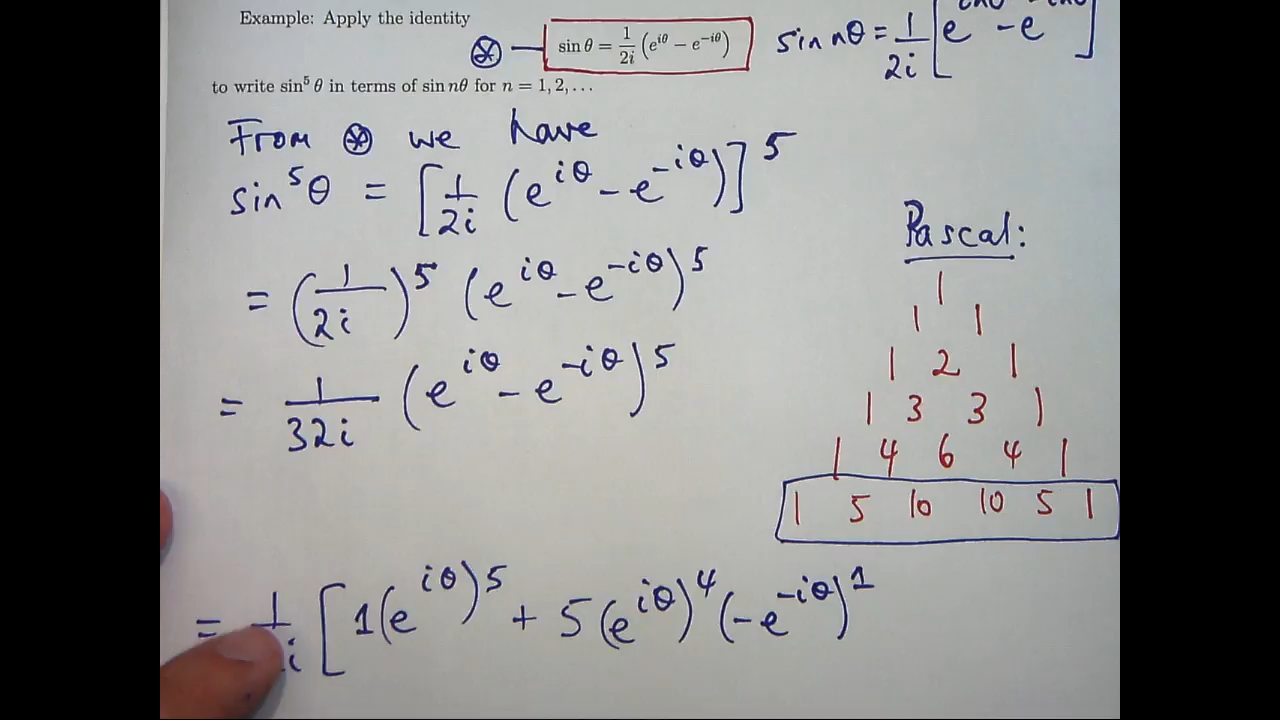 Example: Apply the identity
⊛ — sin θ = 1/2i (e^{iθ} − e^{−iθ})
sin nθ = 1/2i [e − e ]
to write sin⁵ θ in terms of sin nθ for n = 1, 2, . . .
From ⊛ we have
sin⁵θ = [1/2i (e^{iθ} − e^{−iθ})]⁵
= (1/2i)⁵ (e^{iθ} − e^{−iθ})⁵
= 1/32i (e^{iθ} − e^{−iθ})⁵
Pascal:
1
1 1
1 2 1
1 3 3 1
1 4 6 4 1
1 5 10 10 5 1
= 1/i [1(e^{iθ})⁵ + 5(e^{iθ})⁴(−e^{−iθ})¹